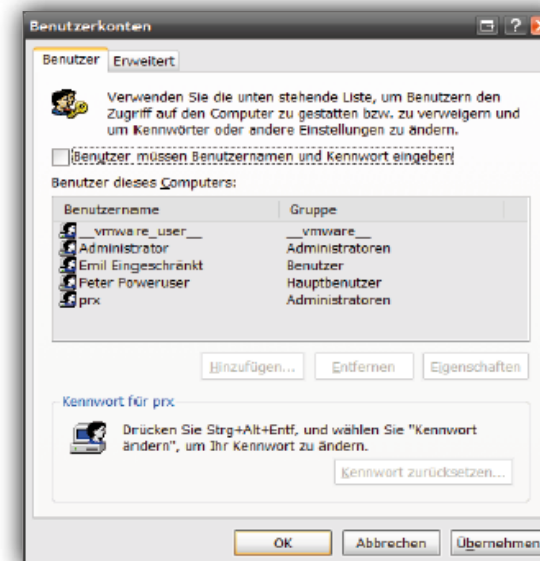 Benutzerkonten
Benutzer Erweitert
Verwenden Sie die unten stehende Liste, um Benutzern den
Zugriff auf den Computer zu gestatten bzw. zu verweigern und
um Kennwörter oder andere Einstellungen zu ändern.
Benutzer müssen Benutzernamen und Kennwort eingeben
Benutzer dieses Computers:
Benutzername Gruppe
__vmware_user__ __vmware__
Administrator Administratoren
Emil Eingeschränkt Benutzer
Peter Poweruser Hauptbenutzer
prx Administratoren
Hinzufügen... Entfernen Eigenschaften
Kennwort für prx
Drücken Sie Strg+Alt+Entf, und wählen Sie "Kennwort
ändern", um Ihr Kennwort zu ändern.
Kennwort zurücksetzen...
OK Abbrechen Übernehmen